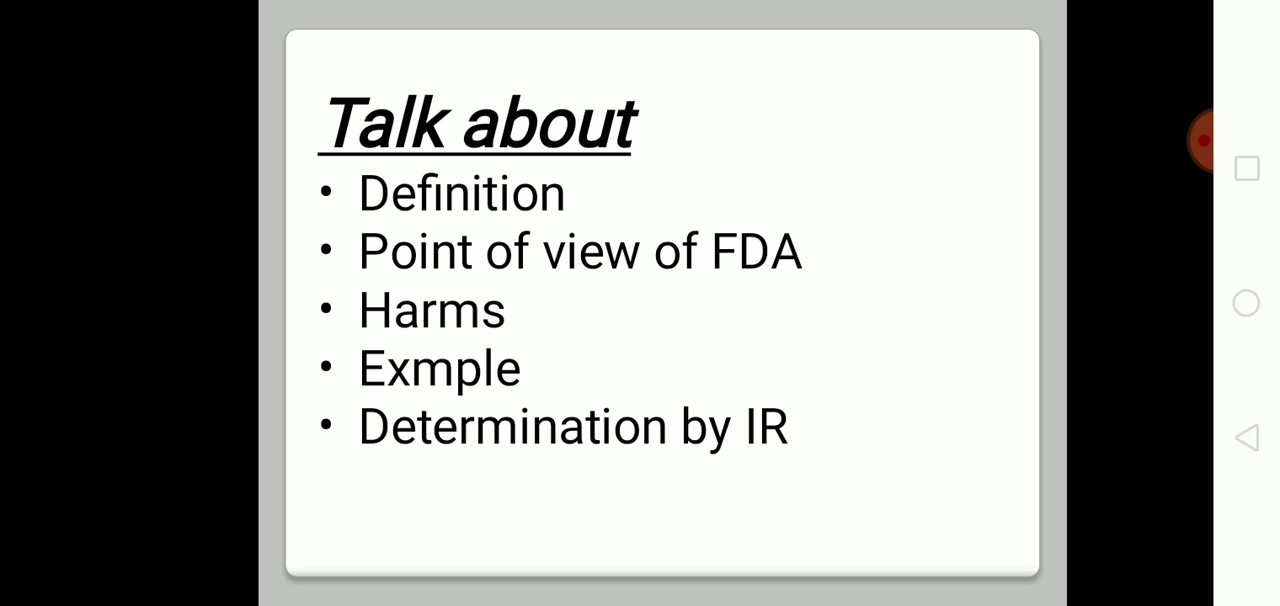 Talk about
• Definition
• Point of view of FDA
• Harms
• Exmple
• Determination by IR